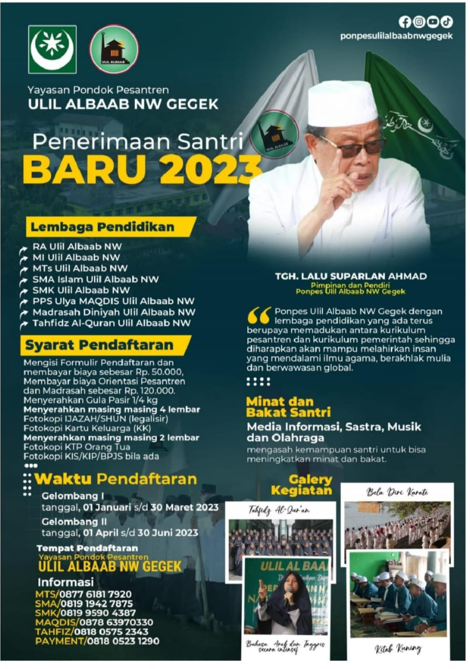 ponpesulilalbaabnwgegek
ULIL ALBAAB
Yayasan Pondok Pesantren
ULIL ALBAAB NW GEGEK
Penerimaan Santri
BARU 2023
Lembaga Pendidikan
RA Ulil Albaab NW
MI Ulil Albaab NW
MTs Ulil Albaab NW
SMA Islam Ulil Albaab NW
SMK Ulil Albaab NW
PPS Ulya MAQDIS Ulil Albaab NW
Madrasah Diniyah Ulil Albaab NW
Tahfidz Al-Quran Ulil Albaab NW
TGH. LALU SUPARLAN AHMAD
Pimpinan and Pendiri
Ponpes Ulil Albaab NW Gegek
Ponpes Ulil Albaab NW Gegek dengan
lembaga pendidikan yang ada terus
berupaya memadukan antara kurikulum
pesantren dan kurikulum pemerintah sehingga
diharapkan akan mampu melahirkan insan
yang mendalami ilmu agama, berakhlak mulia
dan berwawasan global.
Syarat Pendaftaran
Mengisi Formulir Pendaftaran dan
membayar biaya sebesar Rp. 50.000,
Membayar biaya Orientasi Pesantren
dan Madrasah sebesar Rp. 120.000.
Menyerahkan Gula Pasir 1/4 kg
Menyerahkan masing masing 4 lembar
Fotokopi IJAZAH/SHUN (legalisir)
Fotokopi Kartu Keluarga (KK)
Menyerahkan masing masing 2 lembar
Fotokopi KTP Orang Tua
Fotokopi KIS/KIP/BPJS bila ada
Minat dan
Bakat Santri
Media Informasi, Sastra, Musik
dan Olahraga
mengasah kemampuan santri untuk bisa
meningkatkan minat dan bakat.
Waktu Pendaftaran
Gelombang I
tanggal, 01 Januari s/d 30 Maret 2023
Gelombang II
tanggal, 01 April s/d 30 Juni 2023
Tempat Pendaftaran
Yayasan Pondok Pesantren
ULIL ALBAAB NW GEGEK
Informasi
MTS/0877 6181 7920
SMA/0819 1942 7875
SMK/0819 9590 4387
MAQDIS/0878 63970330
TAHFIZ/0818 0575 2343
PAYMENT/0818 0523 1290
Galery
Kegiatan
Tahfidz Al-Qur'an
Bela Diri Karate
ULIL ALBAA
Bahasa Arab dan Inggres
secara intensif
Kitab Kuning